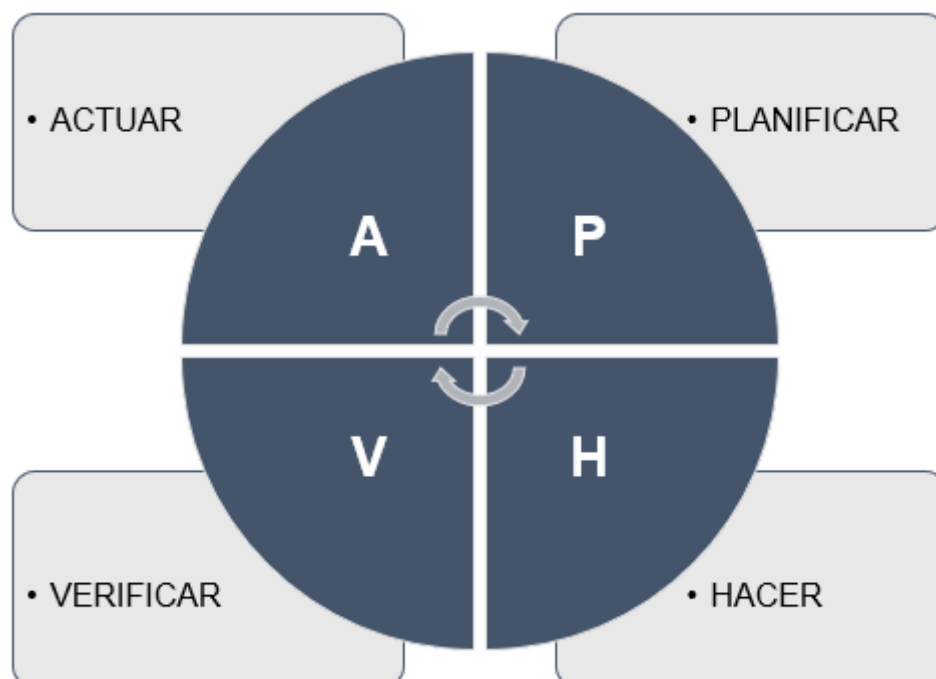 • ACTUAR
• PLANIFICAR
A
P
V
H
• VERIFICAR
• HACER